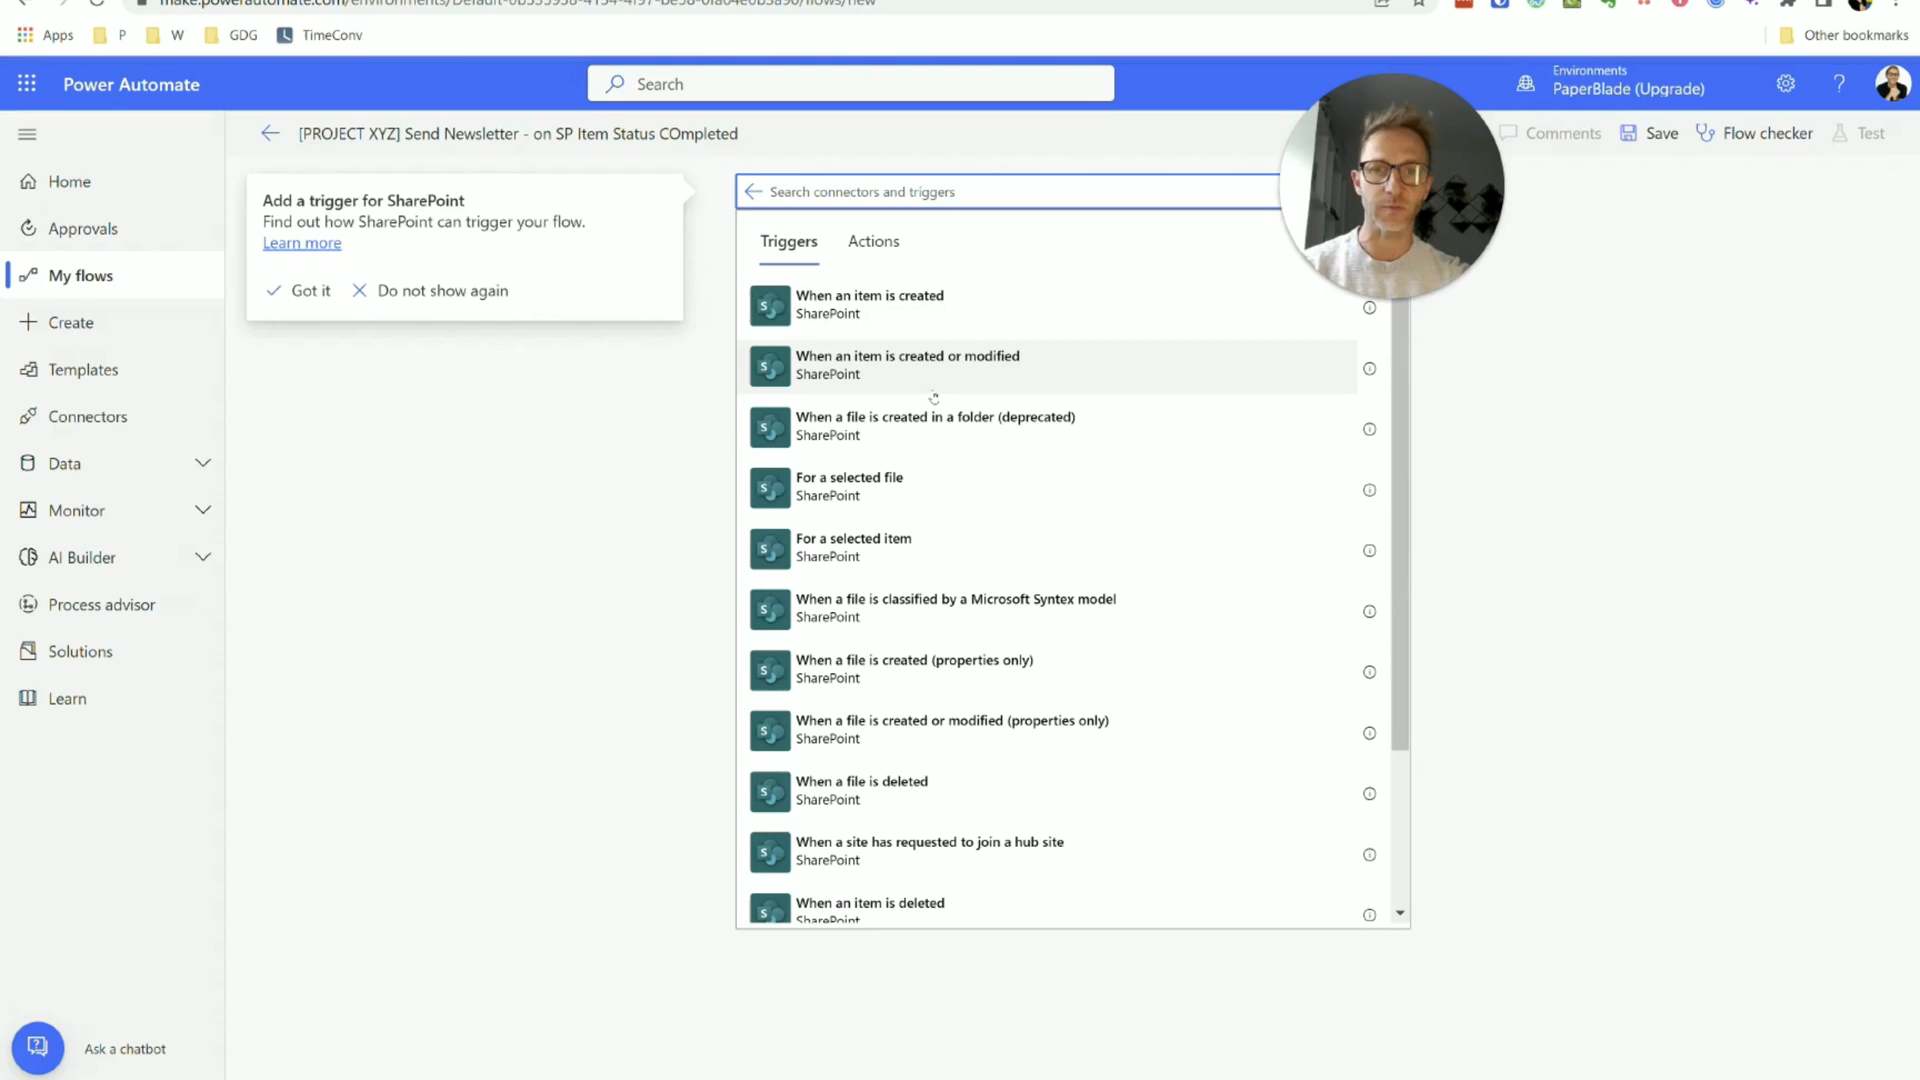 Apps
P
W
GDG
TimeConv
Other bookmarks
Power Automate
Search
Environments
PaperBlade (Upgrade)
[PROJECT XYZ] Send Newsletter - on SP Item Status COmpleted
Comments
Save
Flow checker
Test
Home
Approvals
My flows
Create
Templates
Connectors
Data
Monitor
AI Builder
Process advisor
Solutions
Learn
Ask a chatbot
Add a trigger for SharePoint
Find out how SharePoint can trigger your flow.
Learn more
Got it
Do not show again
Search connectors and triggers
Triggers
Actions
When an item is created
SharePoint
When an item is created or modified
SharePoint
When a file is created in a folder (deprecated)
SharePoint
For a selected file
SharePoint
For a selected item
SharePoint
When a file is classified by a Microsoft Syntex model
SharePoint
When a file is created (properties only)
SharePoint
When a file is created or modified (properties only)
SharePoint
When a file is deleted
SharePoint
When a site has requested to join a hub site
SharePoint
When an item is deleted
SharePoint